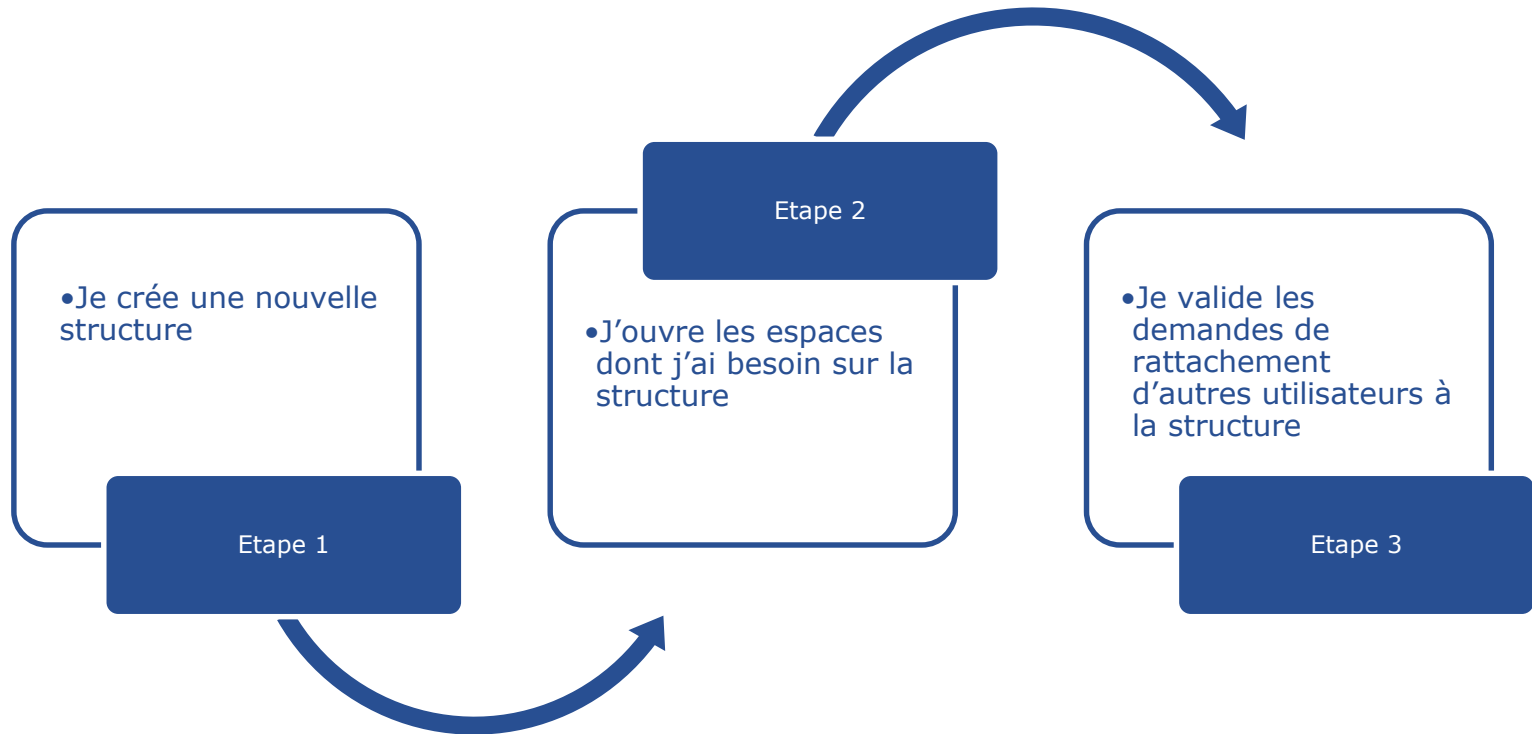 •Je crée une nouvelle
structure
Etape 1
Etape 2
•J’ouvre les espaces
dont j’ai besoin sur la
structure
•Je valide les
demandes de
rattachement
d’autres utilisateurs à
la structure
Etape 3